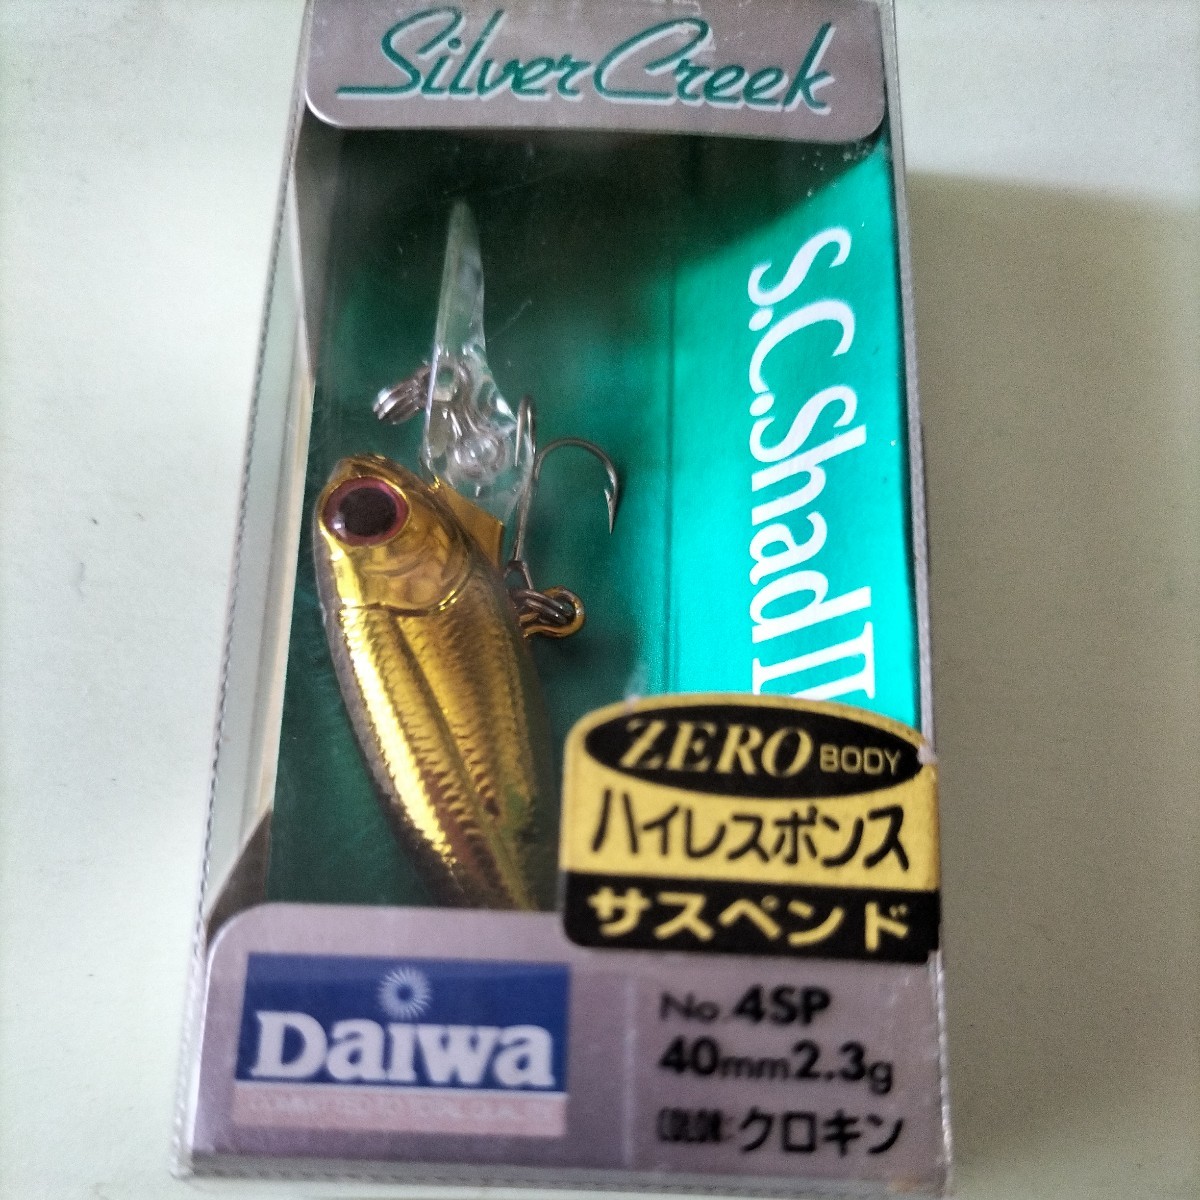 Silver Creek
S.C.Shad II
ZERO BODY
ハイレスポンス
サスペンド
Daiwa
No. 4SP
40mm 2.3g
クロキン